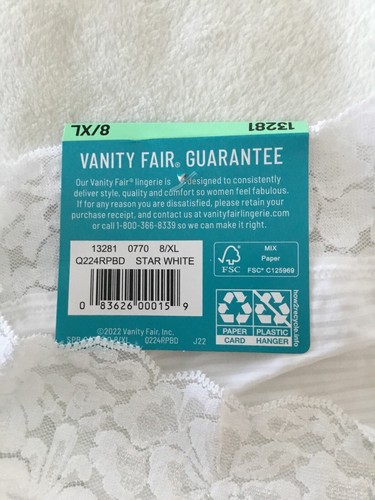 8/XL 13281
VANITY FAIR® GUARANTEE
Our Vanity Fair® lingerie is designed to consistently
deliver style, quality and comfort so women feel fabulous.
If for any reason you are dissatisfied, please retain your
purchase receipt, and contact us at vanityfairlingerie.com
or call 1-800-366-8339 so we can make it right.
13281 0770 8/XL
Q224RPBD STAR WHITE
0 83626 00015 9
FSC
MIX
Paper
FSC® C125969
PAPER
CARD
PLASTIC
HANGER
how2recycle.info
©2022 Vanity Fair, Inc.
8/XL Q224RPBD J22